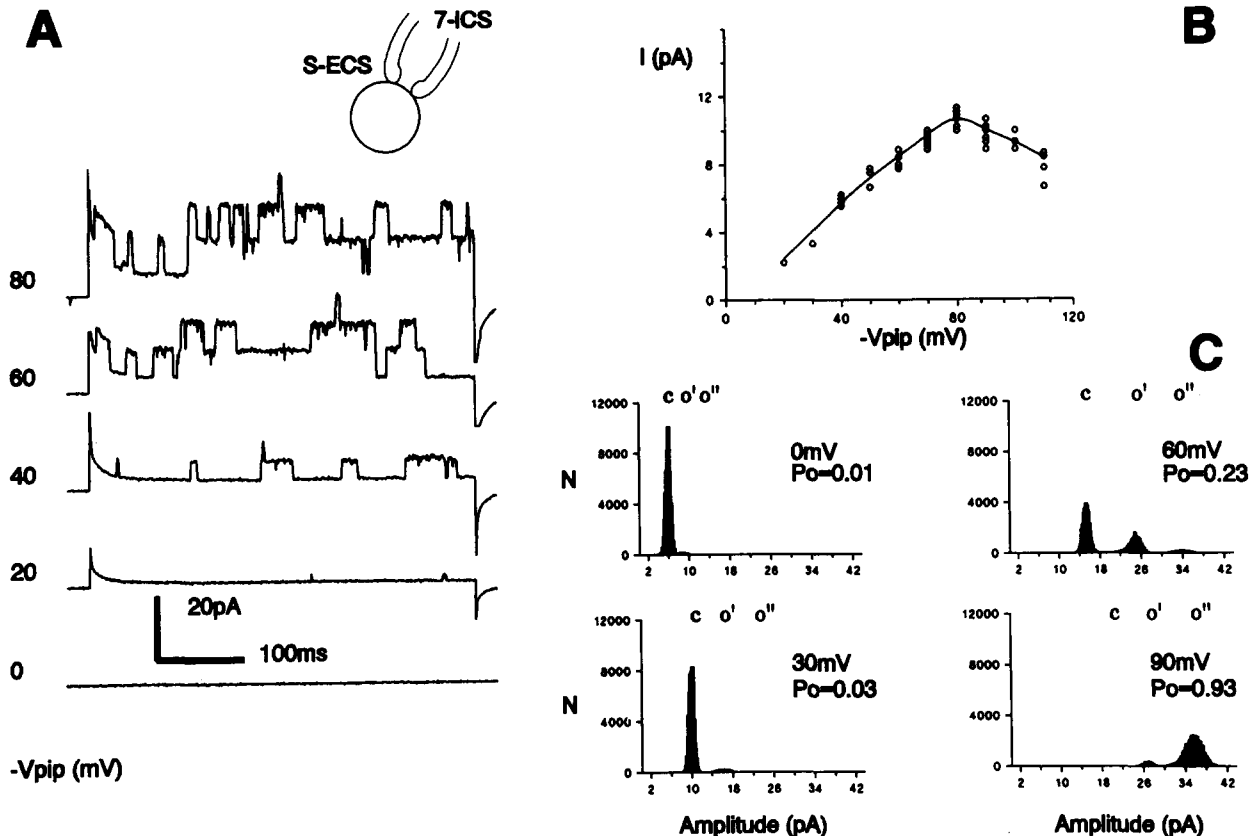 A
7-ICS
S-ECS
80
60
40
20
0
20pA
100ms
-Vpip (mV)
B
I (pA)
12
8
4
0
0
40
80
120
-Vpip (mV)
C
c o' o"
12000
8000
4000
0
N
0mV
Po=0.01
2 10 18 26 34 42
c o' o"
12000
8000
4000
0
60mV
Po=0.23
2 10 18 26 34 42
c o' o"
12000
8000
4000
0
N
30mV
Po=0.03
2 10 18 26 34 42
Amplitude (pA)
c o' o"
12000
8000
4000
0
90mV
Po=0.93
2 10 18 26 34 42
Amplitude (pA)